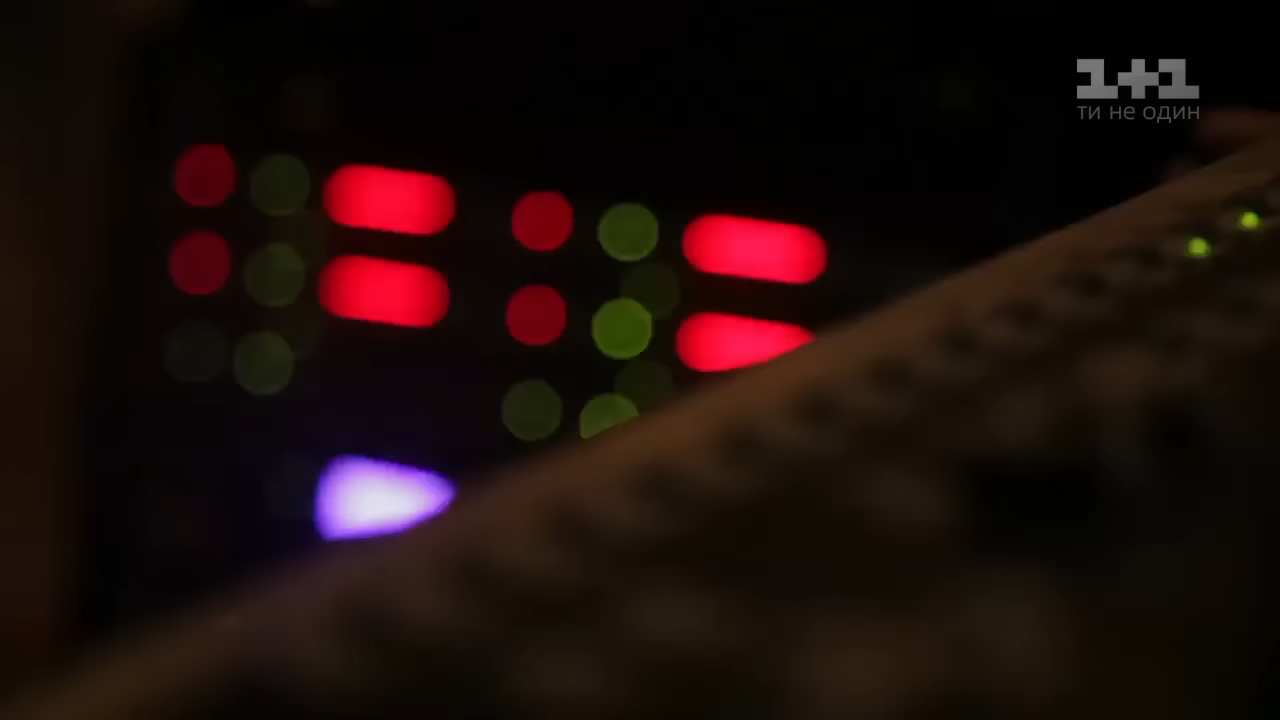 1+1
ти не один